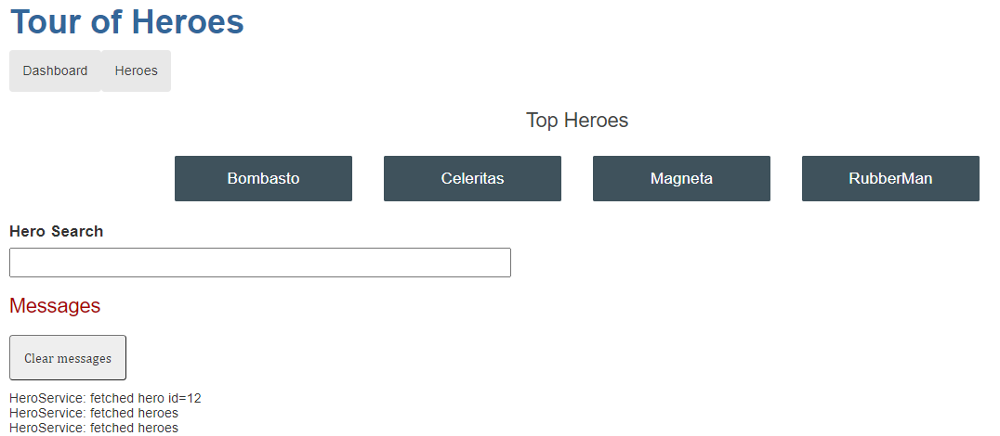 Tour of Heroes
Dashboard Heroes
Top Heroes
Bombasto Celeritas Magneta RubberMan
Hero Search
Messages
Clear messages
HeroService: fetched hero id=12
HeroService: fetched heroes
HeroService: fetched heroes